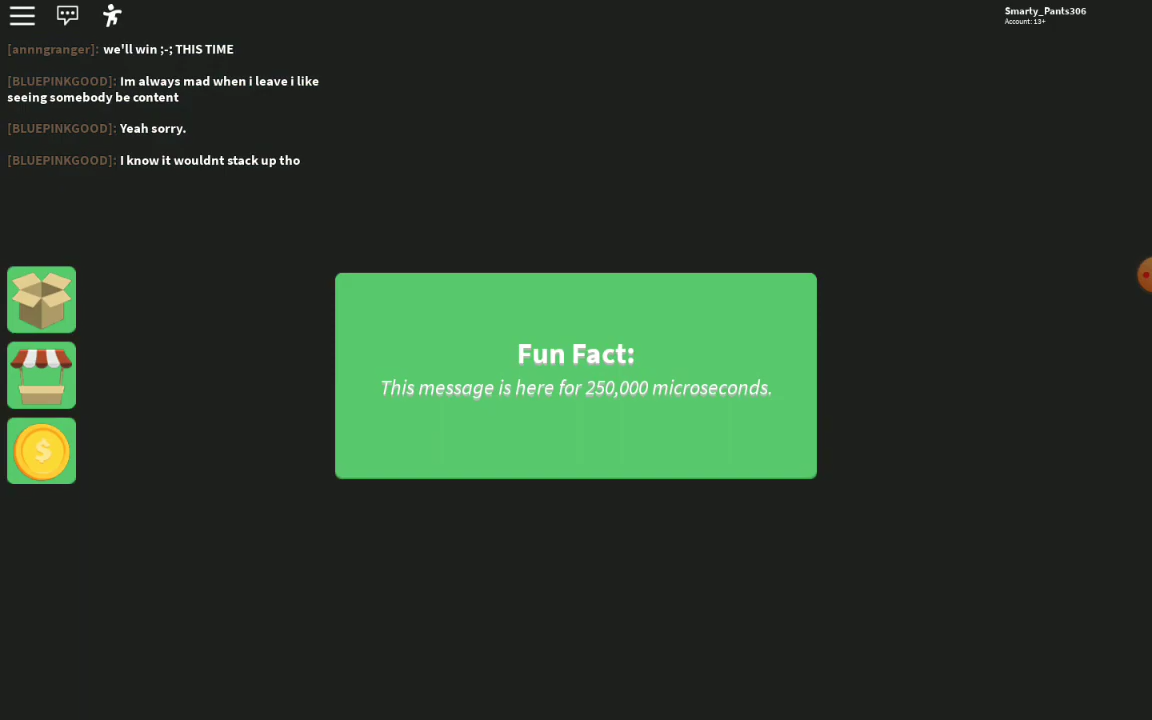 Smarty_Pants306
Account: 13+
[annngranger]: we'll win ;-; THIS TIME
[BLUEPINKGOOD]: Im always mad when i leave i like
seeing somebody be content
[BLUEPINKGOOD]: Yeah sorry.
[BLUEPINKGOOD]: I know it wouldnt stack up tho
Fun Fact:
This message is here for 250,000 microseconds.
$